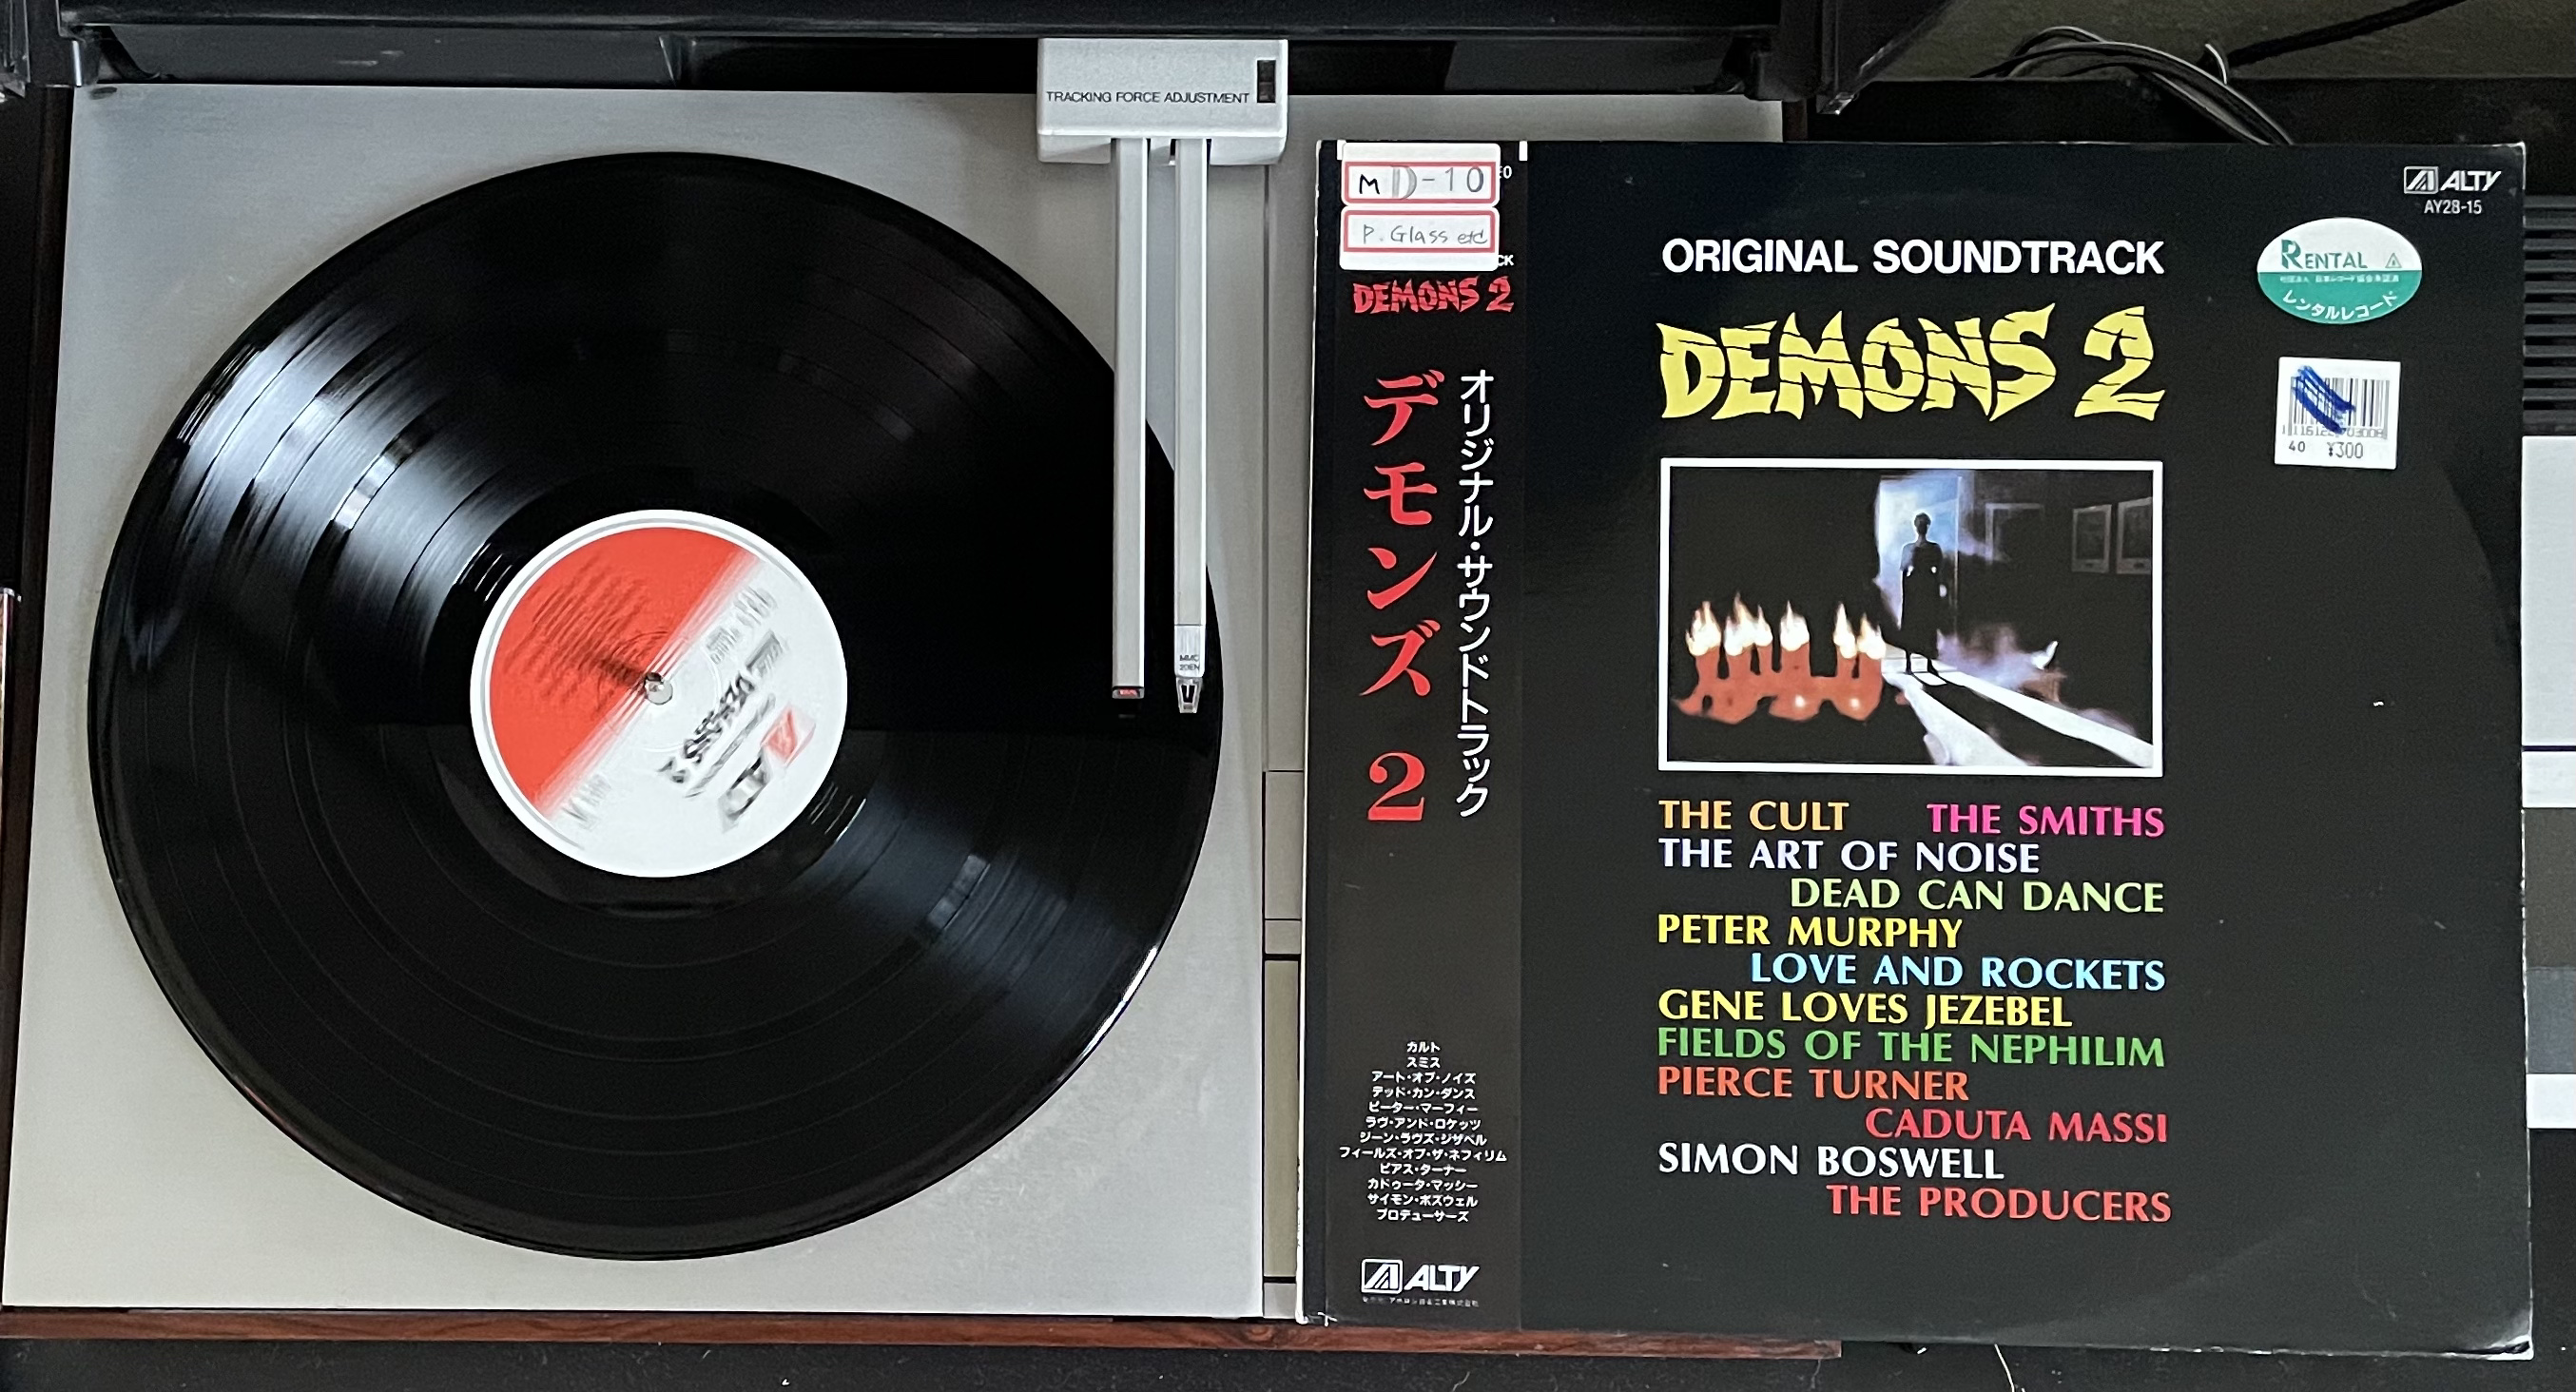 TRACKING FORCE ADJUSTMENT
MMC
20EN
DEMONS 2
M D-10
P. Glass etc
DEMONS 2
デモンズ 2
オリジナル・サウンドトラック
カルト
スミス
アート・オブ・ノイズ
デッド・カン・ダンス
ピーター・マーフィー
ラヴ・アンド・ロケッツ
ジーン・ラヴズ・ジザベル
フィールズ・オブ・ザ・ネフィリム
ピアス・ターナー
カドゥータ・マッシー
サイモン・ボズウェル
プロデューサーズ
ALTY
ALTY
AY28-15
ORIGINAL SOUNDTRACK
DEMONS 2
RENTAL
レンタルレコード
40 ¥300
THE CULT THE SMITHS
THE ART OF NOISE
DEAD CAN DANCE
PETER MURPHY
LOVE AND ROCKETS
GENE LOVES JEZEBEL
FIELDS OF THE NEPHILIM
PIERCE TURNER
CADUTA MASSI
SIMON BOSWELL
THE PRODUCERS